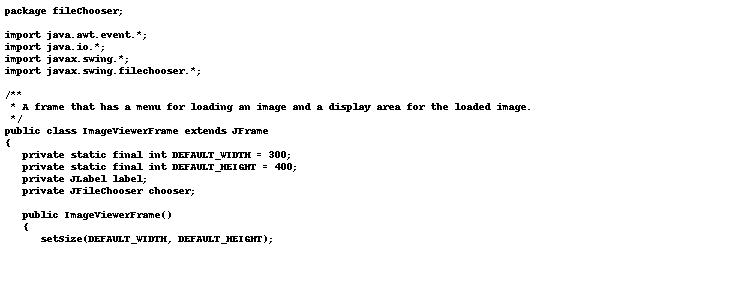 package fileChooser;

import java.awt.event.*;
import java.io.*;
import javax.swing.*;
import javax.swing.filechooser.*;

/**
 * A frame that has a menu for loading an image and a display area for the loaded image.
 */
public class ImageViewerFrame extends JFrame
{
   private static final int DEFAULT_WIDTH = 300;
   private static final int DEFAULT_HEIGHT = 400;
   private JLabel label;
   private JFileChooser chooser;

   public ImageViewerFrame()
   {
      setSize(DEFAULT_WIDTH, DEFAULT_HEIGHT);